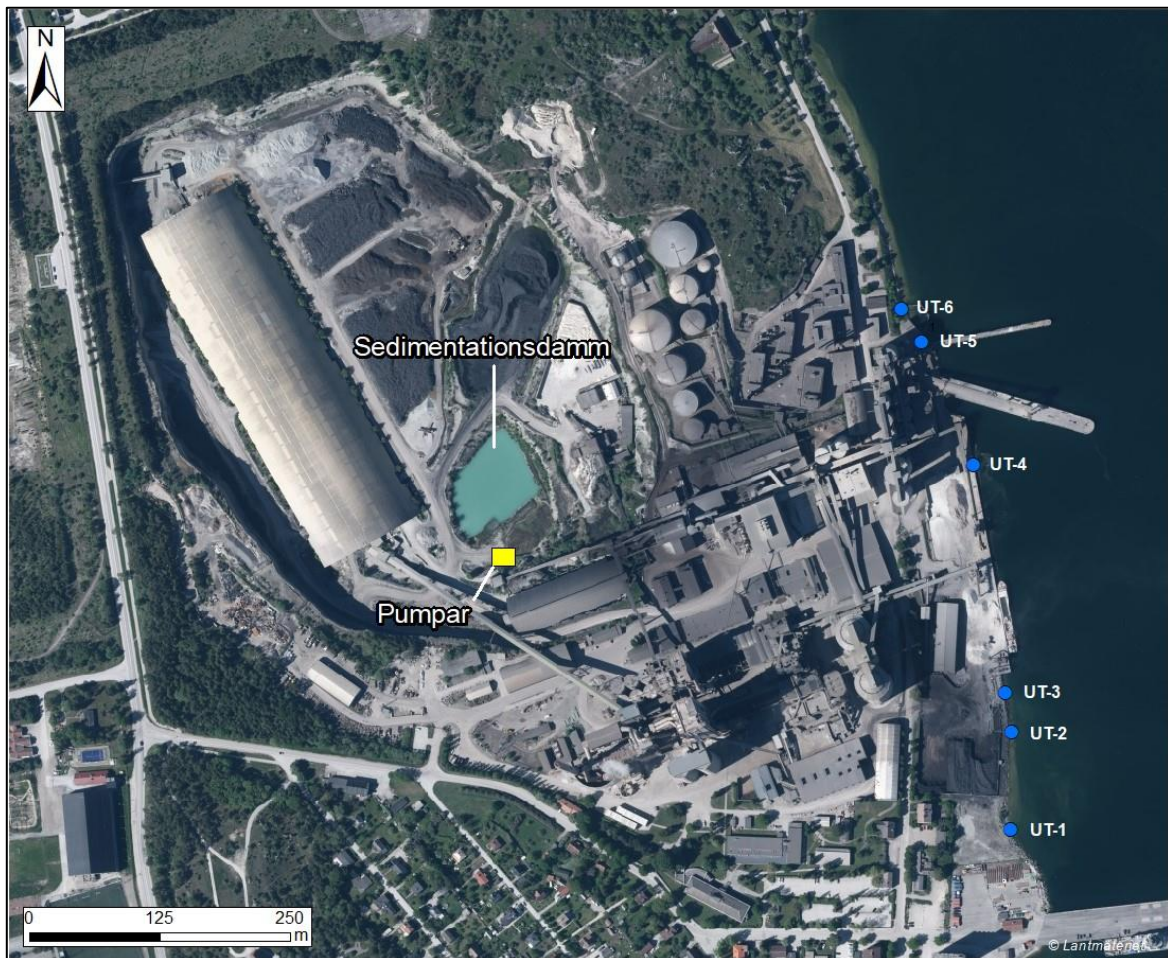 N
UT-6
UT-5
Sedimentationsdamm
UT-4
Pumpar
UT-3
UT-2
UT-1
0 125 250
m
© Lantmäteriet